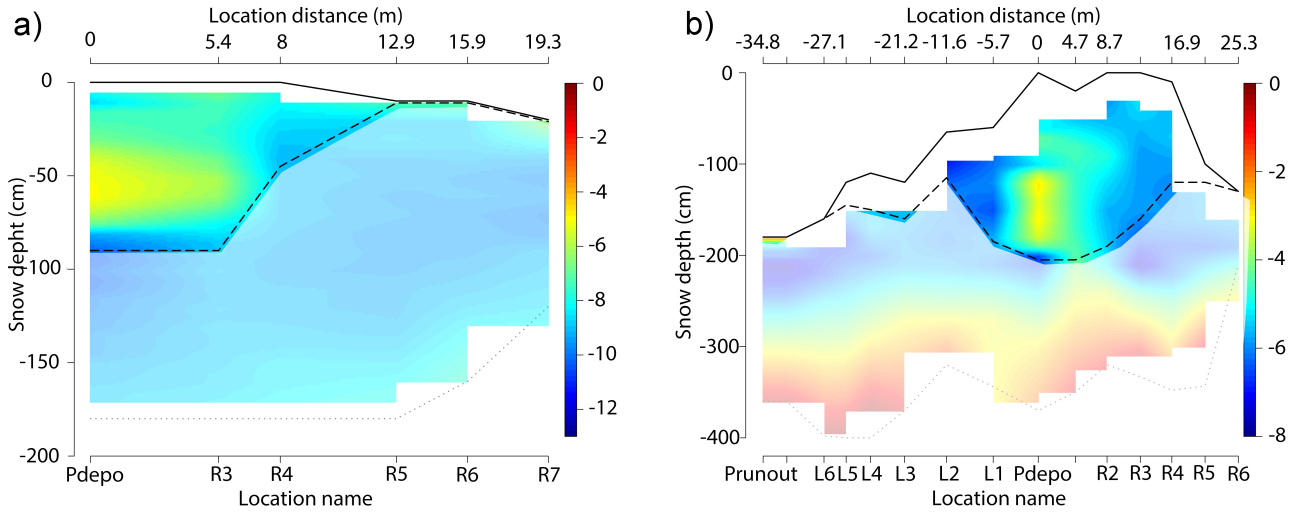 a)
Location distance (m)
0 5.4 8 12.9 15.9 19.3
Snow depht (cm)
0
-50
-100
-150
-200
Pdepo R3 R4 R5 R6 R7
Location name
0
-2
-4
-6
-8
-10
-12
b)
Location distance (m)
-34.8 -27.1 -21.2 -11.6 -5.7 0 4.7 8.7 16.9 25.3
Snow depth (cm)
0
-100
-200
-300
-400
Prunout L6 L5 L4 L3 L2 L1 Pdepo R2 R3 R4 R5 R6
Location name
0
-2
-4
-6
-8